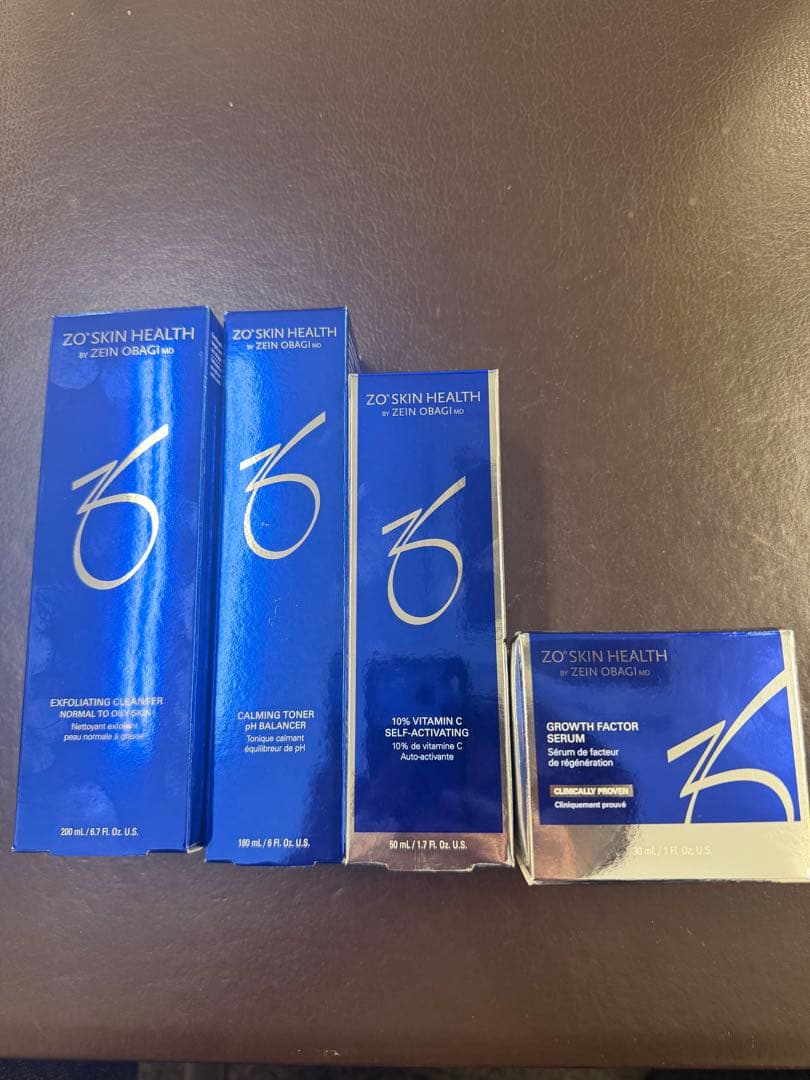 ZO® SKIN HEALTH
BY ZEIN OBAGI MD
EXFOLIATING CLEANSER
NORMAL TO OILY SKIN
Nettoyant exfoliant
peau normale à grasse
200 mL / 6.7 Fl. Oz. U.S.
ZO® SKIN HEALTH
BY ZEIN OBAGI MD
CALMING TONER
pH BALANCER
Tonique calmant
équilibreur de pH
180 mL / 6 Fl. Oz. U.S.
ZO® SKIN HEALTH
BY ZEIN OBAGI MD
10% VITAMIN C
SELF-ACTIVATING
10% de vitamine C
Auto-activante
50 mL / 1.7 Fl. Oz. U.S.
ZO® SKIN HEALTH
BY ZEIN OBAGI MD
GROWTH FACTOR
SERUM
Sérum de facteur
de régénération
CLINICALLY PROVEN
Cliniquement prouvé
30 mL / 1 Fl. Oz. U.S.